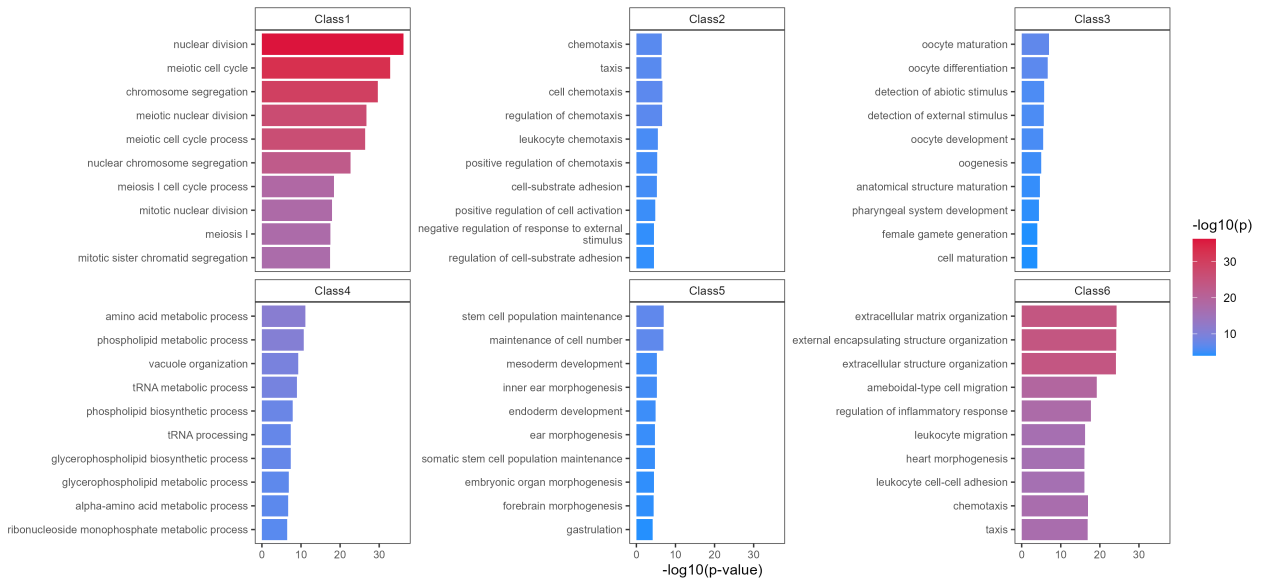 Class1
nuclear division
meiotic cell cycle
chromosome segregation
meiotic nuclear division
meiotic cell cycle process
nuclear chromosome segregation
meiosis I cell cycle process
mitotic nuclear division
meiosis I
mitotic sister chromatid segregation
Class2
chemotaxis
taxis
cell chemotaxis
regulation of chemotaxis
leukocyte chemotaxis
positive regulation of chemotaxis
cell-substrate adhesion
positive regulation of cell activation
negative regulation of response to external
stimulus
regulation of cell-substrate adhesion
Class3
oocyte maturation
oocyte differentiation
detection of abiotic stimulus
detection of external stimulus
oocyte development
oogenesis
anatomical structure maturation
pharyngeal system development
female gamete generation
cell maturation
Class4
amino acid metabolic process
phospholipid metabolic process
vacuole organization
tRNA metabolic process
phospholipid biosynthetic process
tRNA processing
glycerophospholipid biosynthetic process
glycerophospholipid metabolic process
alpha-amino acid metabolic process
ribonucleoside monophosphate metabolic process
0 10 20 30
Class5
stem cell population maintenance
maintenance of cell number
mesoderm development
inner ear morphogenesis
endoderm development
ear morphogenesis
somatic stem cell population maintenance
embryonic organ morphogenesis
forebrain morphogenesis
gastrulation
0 10 20 30
Class6
extracellular matrix organization
external encapsulating structure organization
extracellular structure organization
ameboidal-type cell migration
regulation of inflammatory response
leukocyte migration
heart morphogenesis
leukocyte cell-cell adhesion
chemotaxis
taxis
0 10 20 30
-log10(p-value)
-log10(p)
30
20
10